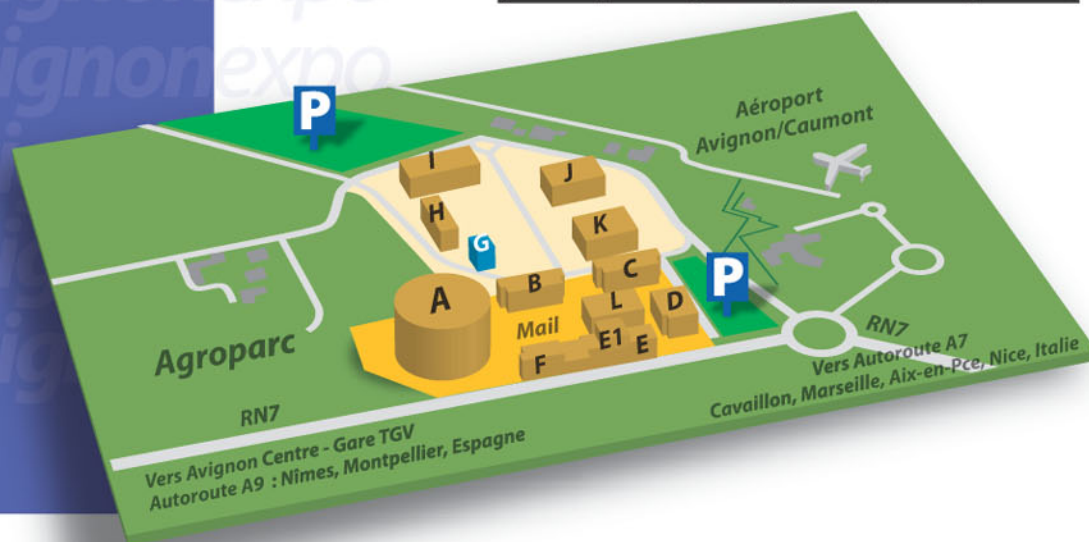 ignonexpo
ignonexpo
P
Aéroport
Avignon/Caumont
I
J
H
K
G
C
P
A
B
L
D
Mail
E1
E
F
Agroparc
RN7
Vers Autoroute A7
Cavaillon, Marseille, Aix-en-Pce, Nice, Italie
RN7
Vers Avignon Centre - Gare TGV
Autoroute A9 : Nîmes, Montpellier, Espagne